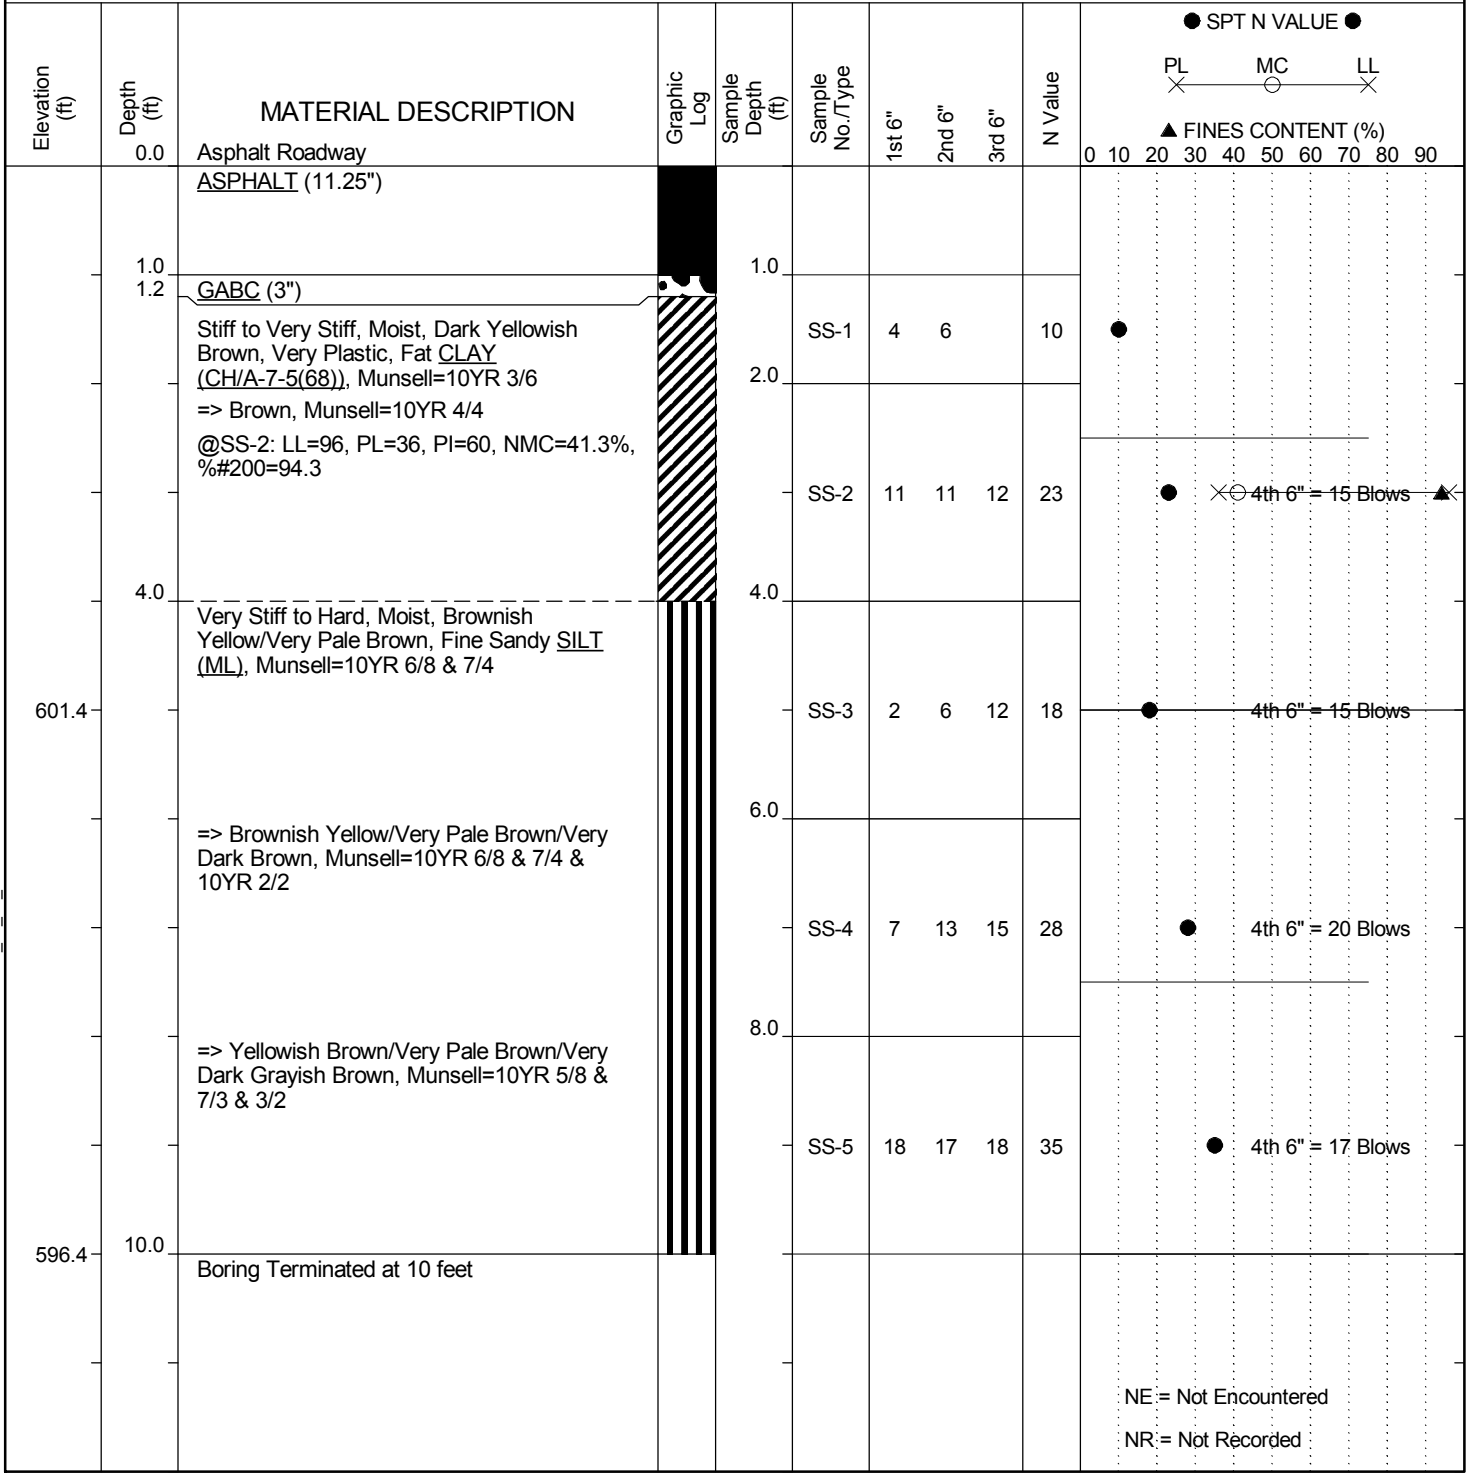 ● SPT N VALUE ●
PL MC LL
▲ FINES CONTENT (%)
0 10 20 30 40 50 60 70 80 90
Elevation
(ft)
Depth
(ft)
MATERIAL DESCRIPTION
Graphic
Log
Sample
Depth
(ft)
Sample
No./Type
1st 6"
2nd 6"
3rd 6"
N Value
0.0 Asphalt Roadway
ASPHALT (11.25")
1.0 1.0
1.2 GABC (3")
Stiff to Very Stiff, Moist, Dark Yellowish
Brown, Very Plastic, Fat CLAY
(CH/A-7-5(68)), Munsell=10YR 3/6
SS-1 4 6 10
2.0
=> Brown, Munsell=10YR 4/4
@SS-2: LL=96, PL=36, PI=60, NMC=41.3%,
%#200=94.3
SS-2 11 11 12 23 4th 6" = 15 Blows
4.0 4.0
Very Stiff to Hard, Moist, Brownish
Yellow/Very Pale Brown, Fine Sandy SILT
(ML), Munsell=10YR 6/8 & 7/4
601.4 SS-3 2 6 12 18 4th 6" = 15 Blows
6.0
=> Brownish Yellow/Very Pale Brown/Very
Dark Brown, Munsell=10YR 6/8 & 7/4 &
10YR 2/2
SS-4 7 13 15 28 4th 6" = 20 Blows
8.0
=> Yellowish Brown/Very Pale Brown/Very
Dark Grayish Brown, Munsell=10YR 5/8 &
7/3 & 3/2
SS-5 18 17 18 35 4th 6" = 17 Blows
596.4 10.0
Boring Terminated at 10 feet
NE = Not Encountered
NR = Not Recorded